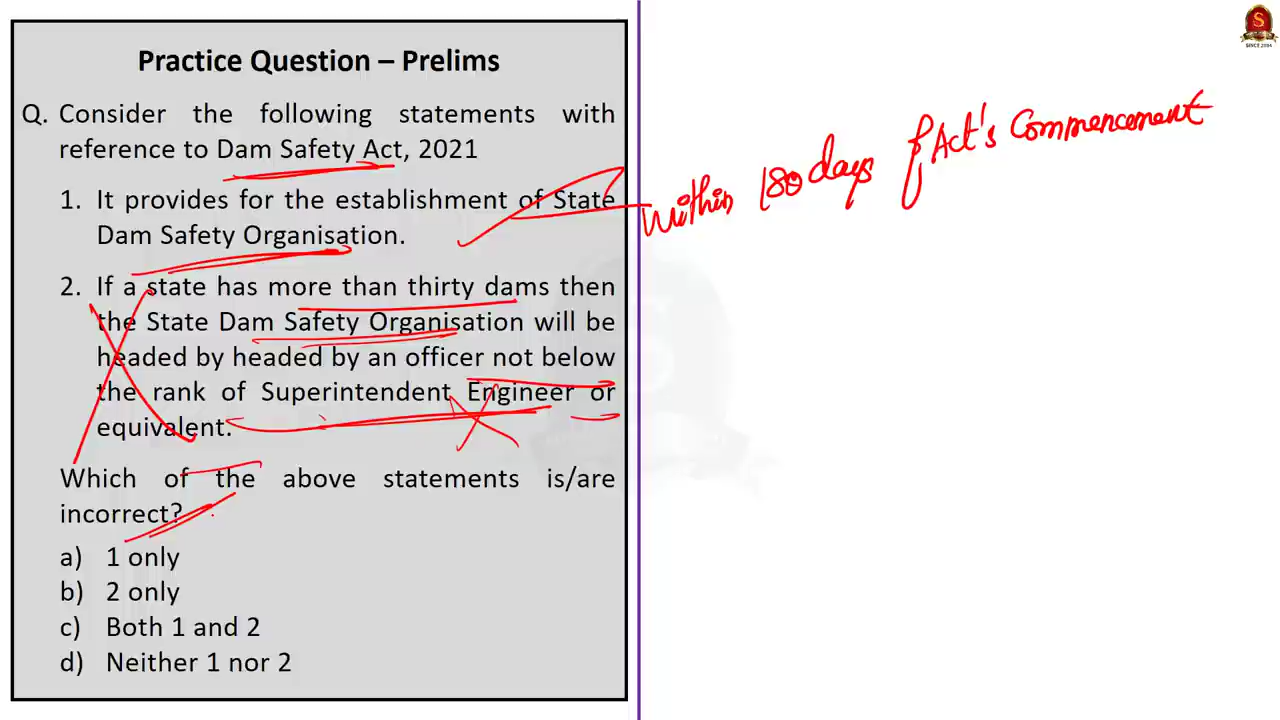 Practice Question – Prelims
Q. Consider the following statements with
reference to Dam Safety Act, 2021
1. It provides for the establishment of State
Dam Safety Organisation.
2. If a state has more than thirty dams then
the State Dam Safety Organisation will be
headed by headed by an officer not below
the rank of Superintendent Engineer or
equivalent.
Which of the above statements is/are
incorrect?
a) 1 only
b) 2 only
c) Both 1 and 2
d) Neither 1 nor 2
Within 180 days of Act's Commencement
S
SINCE 2004